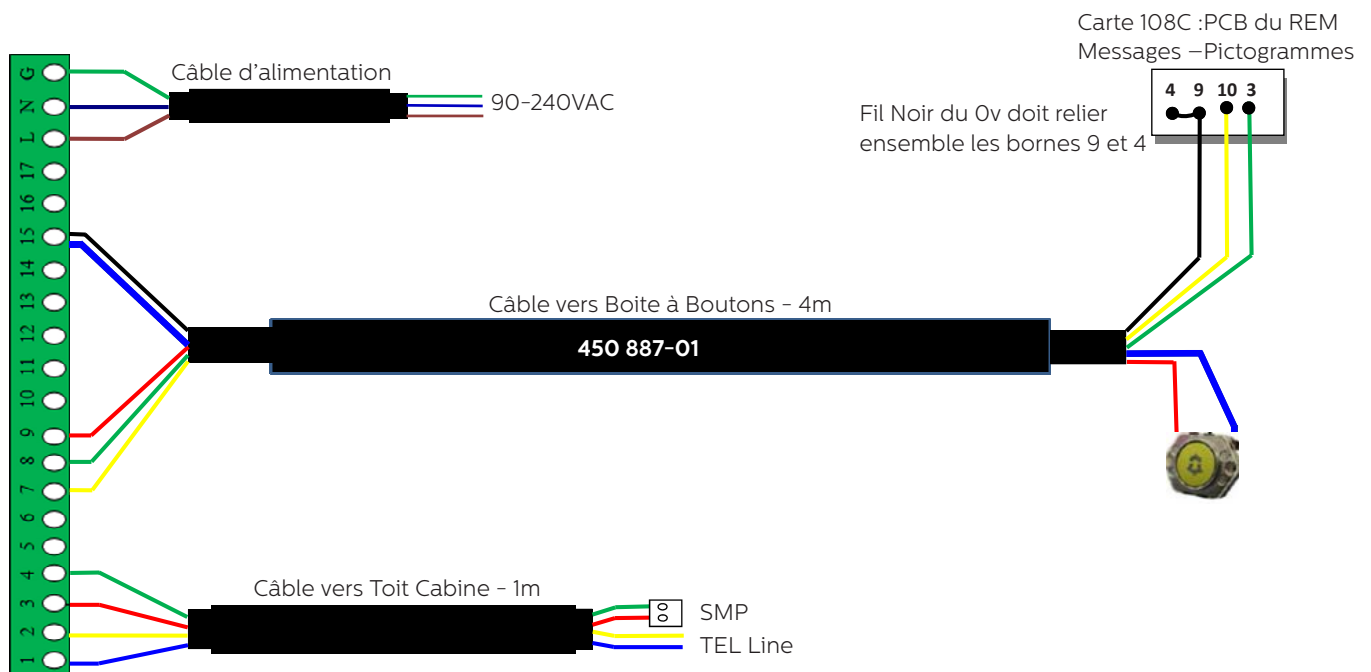 Carte 108C :PCB du REM
Messages –Pictogrammes
4 9 10 3
Fil Noir du 0v doit relier
ensemble les bornes 9 et 4
Câble d'alimentation
90-240VAC
G
N
L
17
16
15
14
13
12
11
10
9
8
7
6
5
4
3
2
1
Câble vers Boite à Boutons - 4m
450 887-01
Câble vers Toit Cabine - 1m
SMP
TEL Line